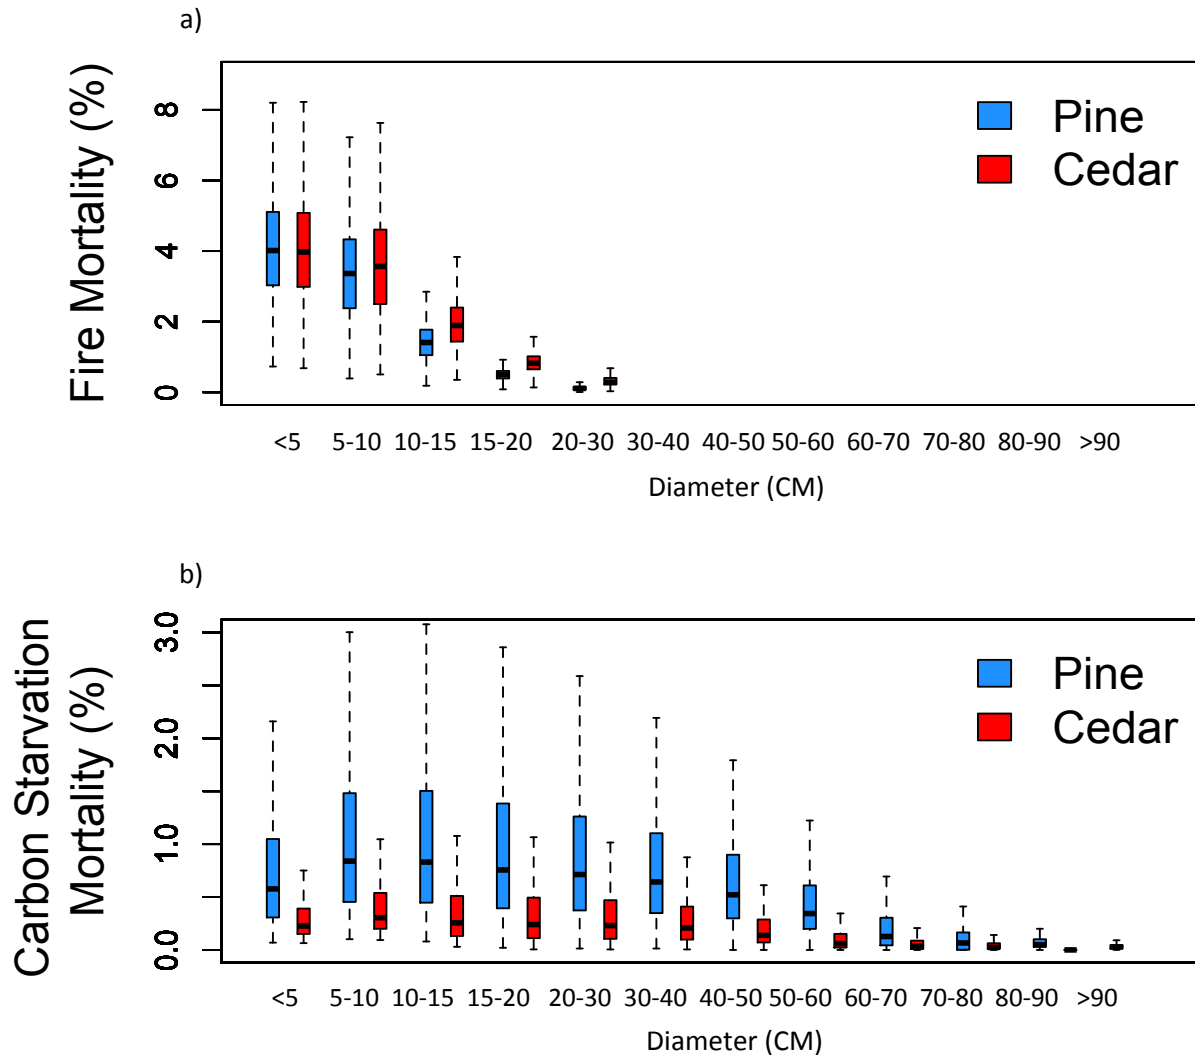 a)
Fire Mortality (%)
8
6
4
2
0
Pine
Cedar
<5 5-10 10-15 15-20 20-30 30-40 40-50 50-60 60-70 70-80 80-90 >90
Diameter (CM)
b)
Carbon Starvation
Mortality (%)
3.0
2.0
1.0
0.0
Pine
Cedar
<5 5-10 10-15 15-20 20-30 30-40 40-50 50-60 60-70 70-80 80-90 >90
Diameter (CM)